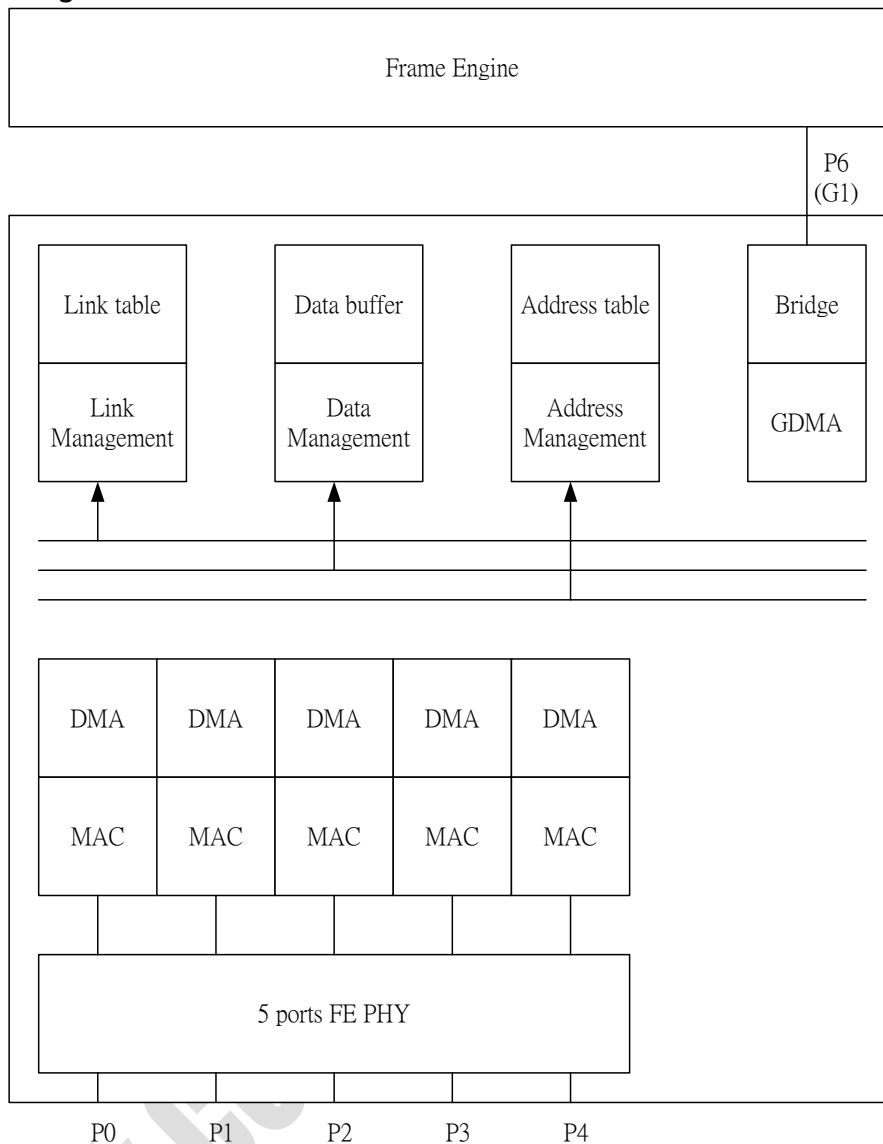 Frame Engine
P6
(G1)
Link table
Data buffer
Address table
Bridge
Link
Management
Data
Management
Address
Management
GDMA
DMA
DMA
DMA
DMA
DMA
MAC
MAC
MAC
MAC
MAC
5 ports FE PHY
P0
P1
P2
P3
P4